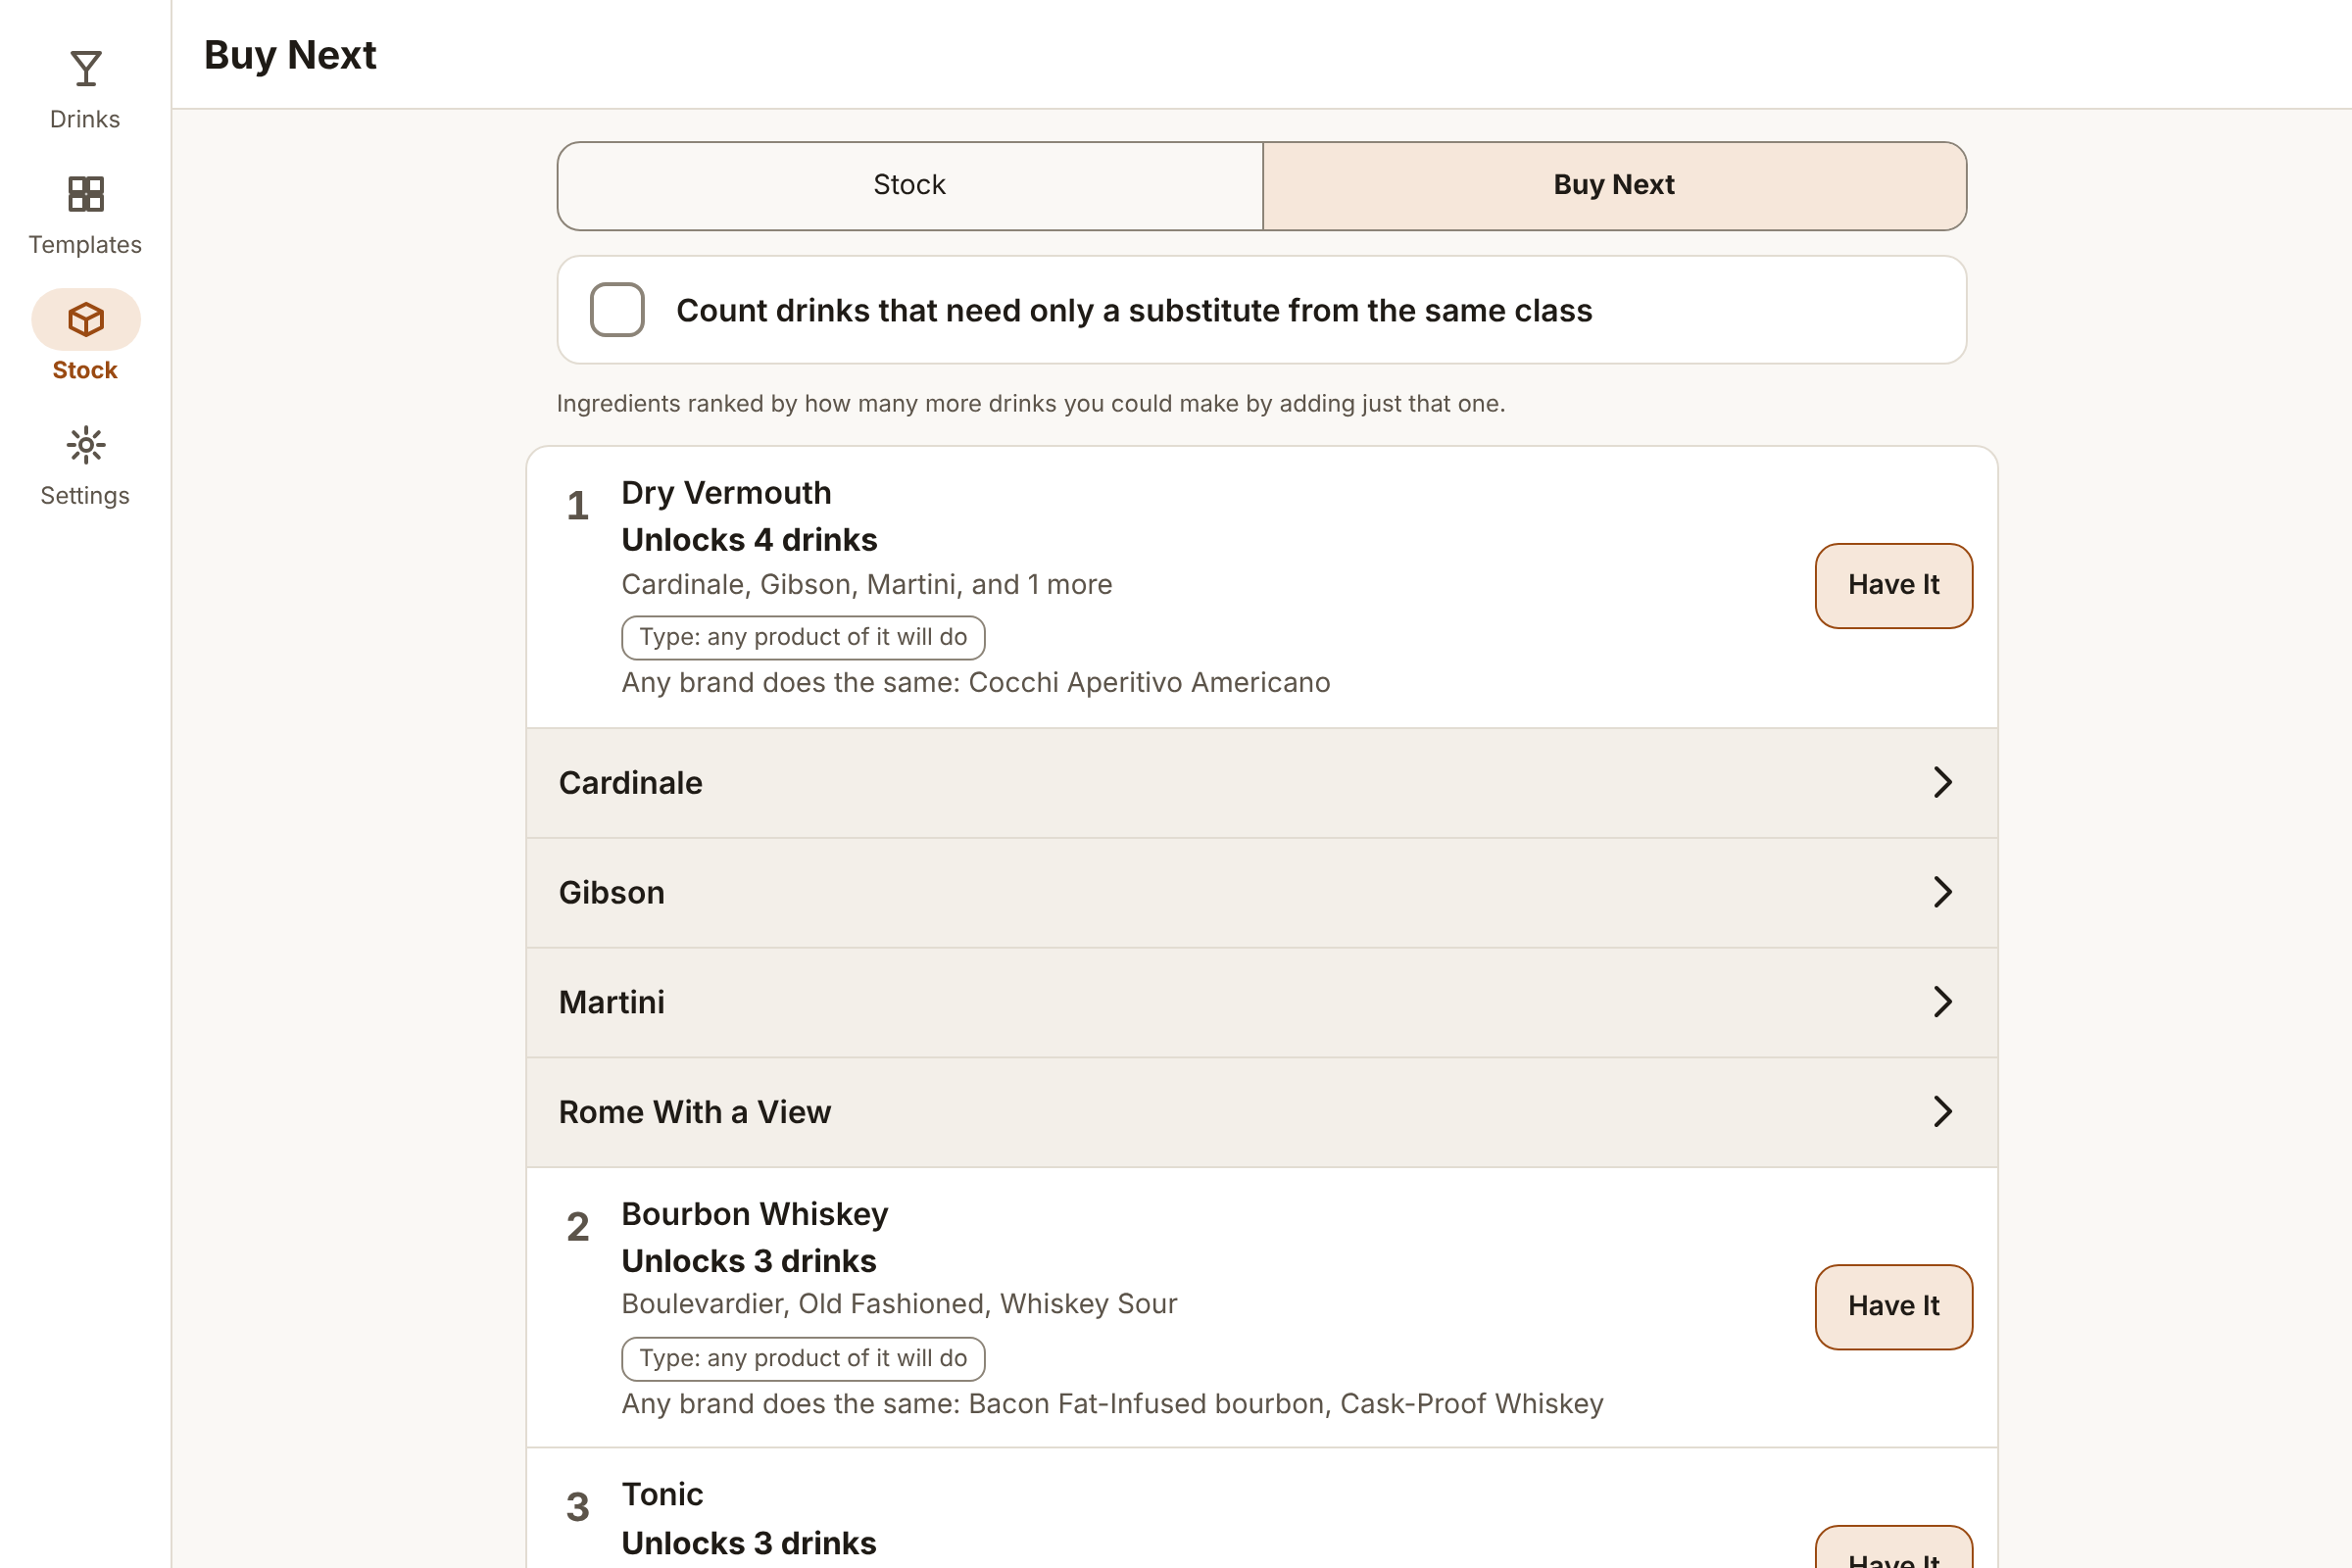 Buy Next
Drinks
Templates
Stock
Settings
Stock
Buy Next
Count drinks that need only a substitute from the same class
Ingredients ranked by how many more drinks you could make by adding just that one.
1
Dry Vermouth
Unlocks 4 drinks
Cardinale, Gibson, Martini, and 1 more
Type: any product of it will do
Any brand does the same: Cocchi Aperitivo Americano
Have It
Cardinale
Gibson
Martini
Rome With a View
2
Bourbon Whiskey
Unlocks 3 drinks
Boulevardier, Old Fashioned, Whiskey Sour
Type: any product of it will do
Any brand does the same: Bacon Fat-Infused bourbon, Cask-Proof Whiskey
Have It
3
Tonic
Unlocks 3 drinks
Have It